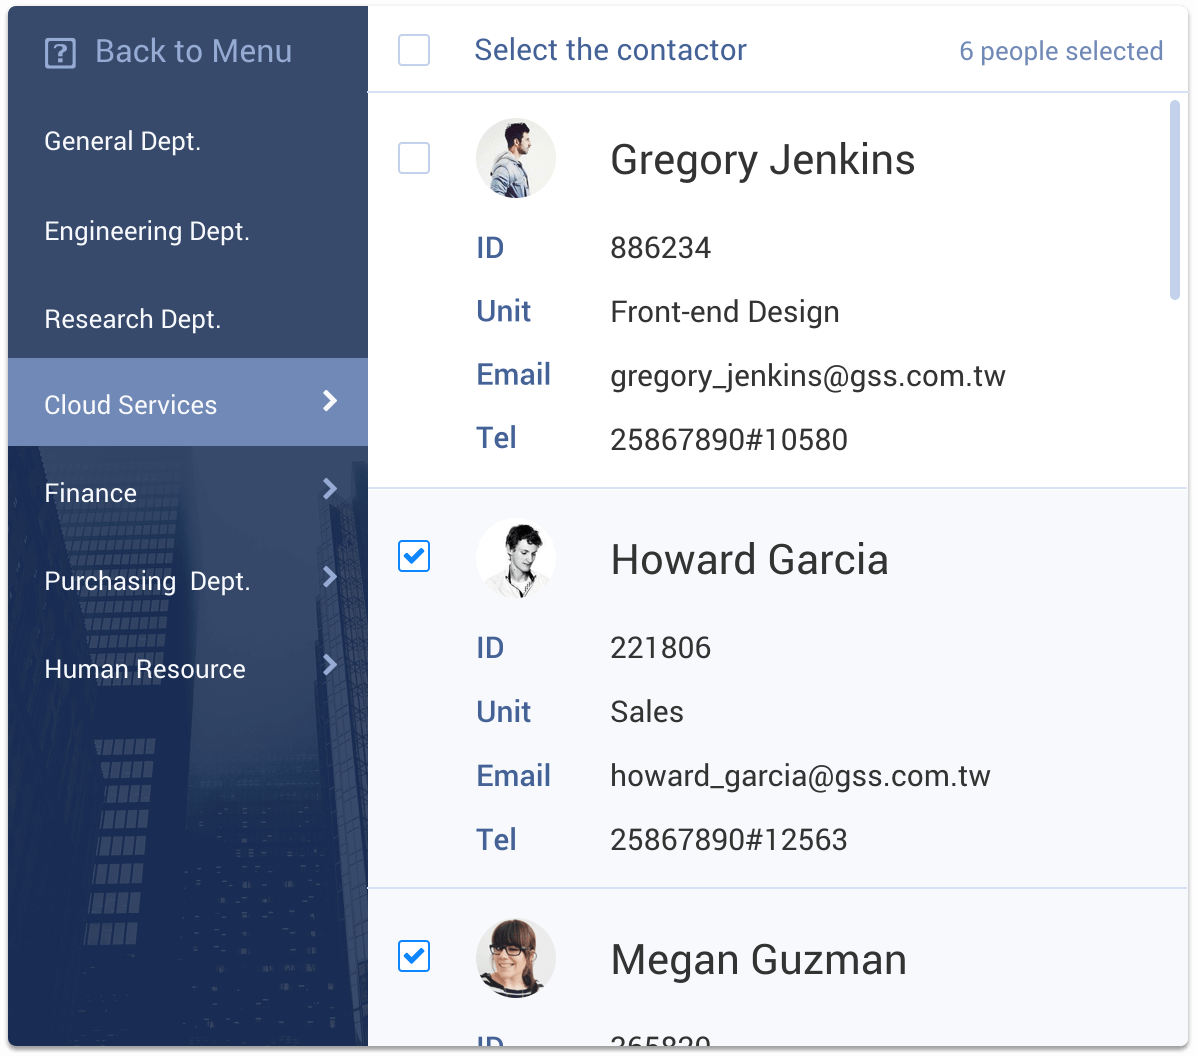 Back to Menu
General Dept.
Engineering Dept.
Research Dept.
Cloud Services
Finance
Purchasing Dept.
Human Resource
Select the contactor
6 people selected
Gregory Jenkins
ID 886234
Unit Front-end Design
Email gregory_jenkins@gss.com.tw
Tel 25867890#10580
Howard Garcia
ID 221806
Unit Sales
Email howard_garcia@gss.com.tw
Tel 25867890#12563
Megan Guzman
ID